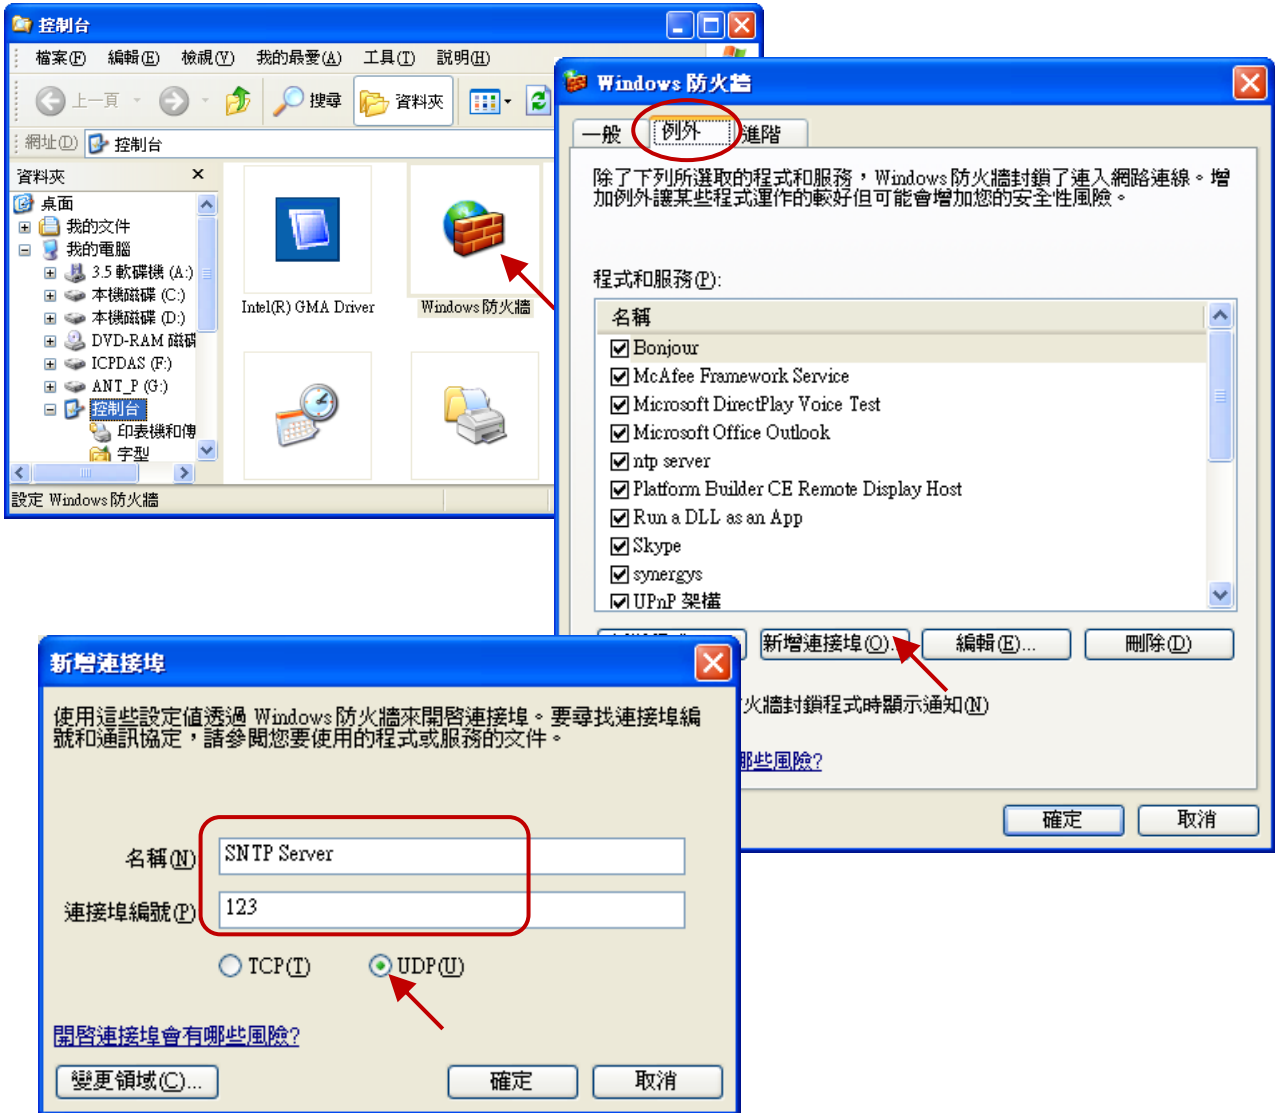 控制台
檔案(F) 編輯(E) 檢視(V) 我的最愛(A) 工具(T) 說明(H)
上一頁 搜尋 資料夾
網址(D) 控制台
資料夾 ×
桌面
我的文件
我的電腦
3.5 軟碟機 (A:)
本機磁碟 (C:)
本機磁碟 (D:)
DVD-RAM 磁碟
ICPDAS (F:)
ANT_P (G:)
控制台
印表機和傳
字型
Intel(R) GMA Driver
Windows 防火牆
設定 Windows 防火牆
Windows 防火牆
一般 例外 進階
除了下列所選取的程式和服務，Windows 防火牆封鎖了連入網路連線。增
加例外讓某些程式運作的較好但可能會增加您的安全性風險。
程式和服務(P):
名稱
Bonjour
McAfee Framework Service
Microsoft DirectPlay Voice Test
Microsoft Office Outlook
ntp server
Platform Builder CE Remote Display Host
Run a DLL as an App
Skype
synergys
UPnP 架構
新增連接埠(O)... 編輯(E)... 刪除(D)
火牆封鎖程式時顯示通知(N)
哪些風險?
確定 取消
新增連接埠
使用這些設定值透過 Windows 防火牆來開啟連接埠。要尋找連接埠編
號和通訊協定，請參閱您要使用的程式或服務的文件。
名稱(N) SNTP Server
連接埠編號(P) 123
TCP(T) UDP(U)
開啟連接埠會有哪些風險?
變更領域(C)... 確定 取消